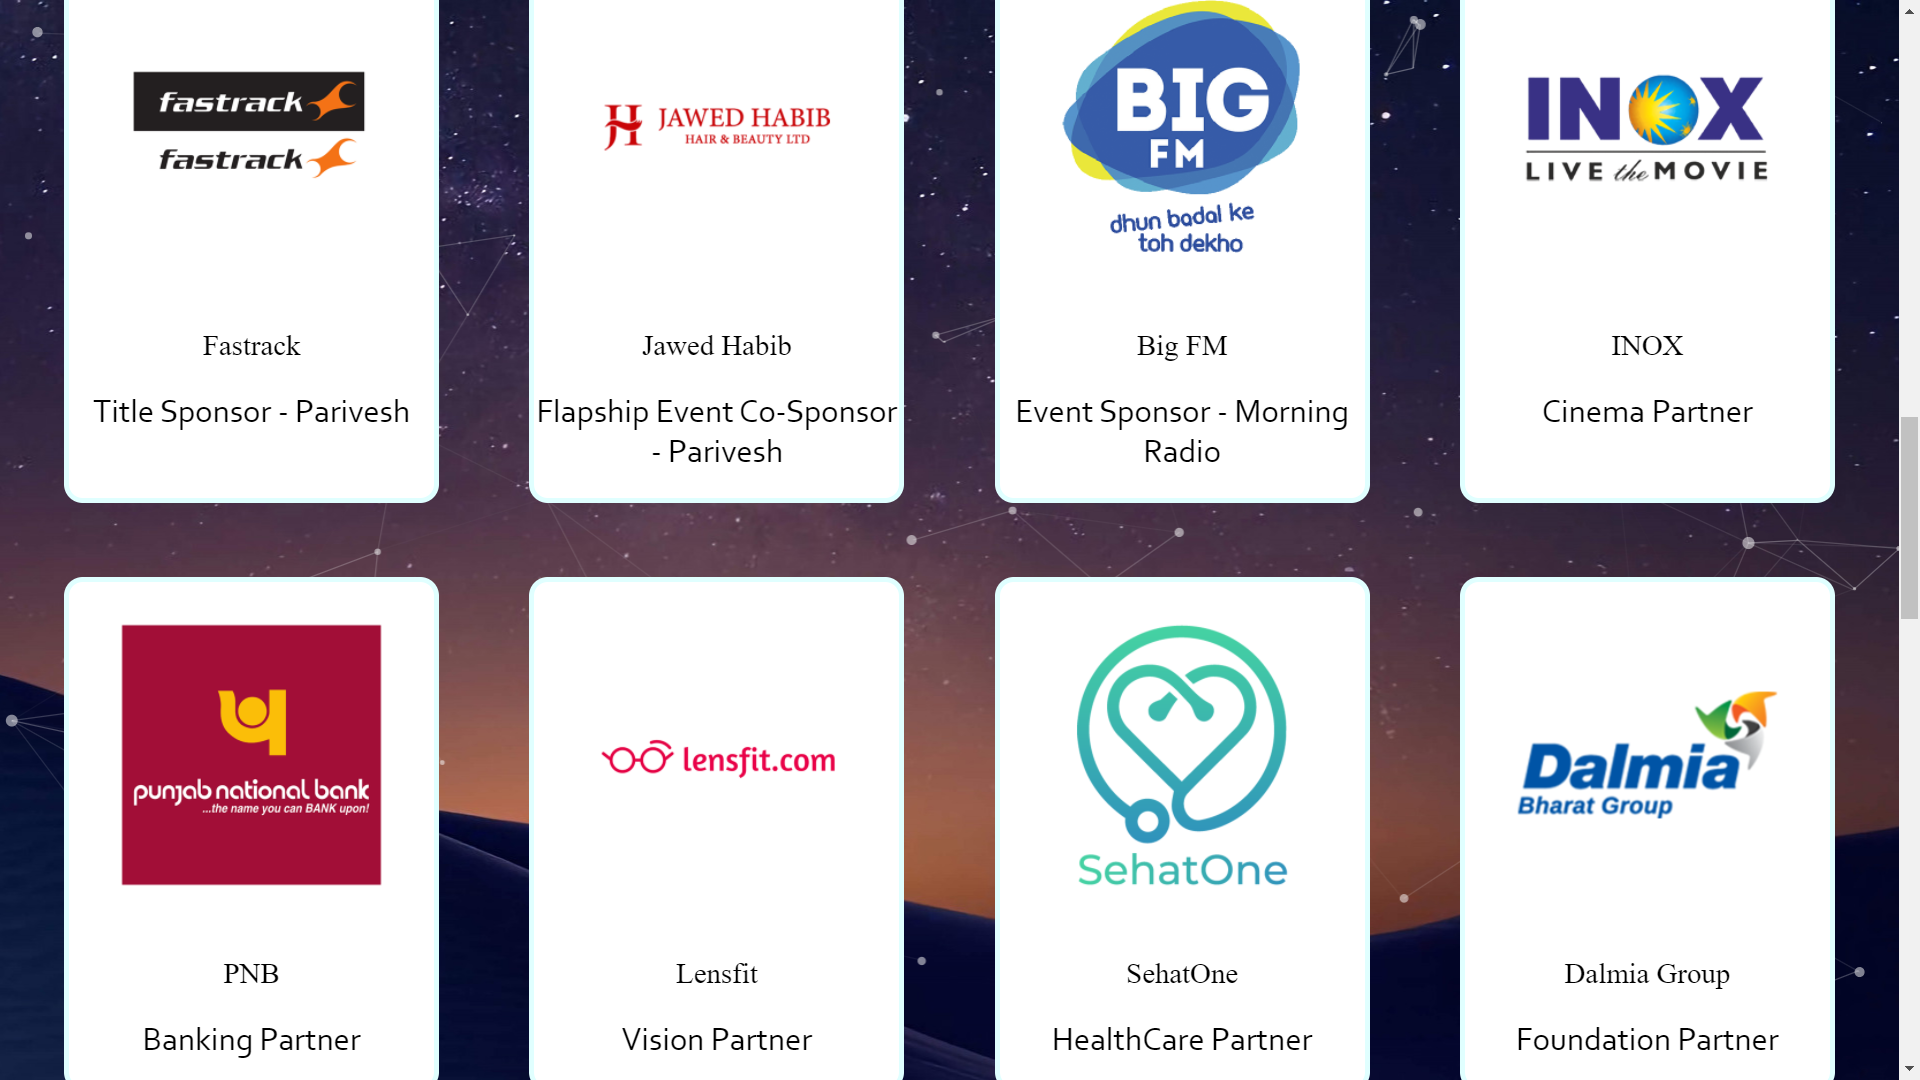 fastrack
fastrack
JAWED HABIB
HAIR & BEAUTY LTD
BIG
FM
dhun badal ke
toh dekho
INOX
LIVE the MOVIE
Fastrack
Jawed Habib
Big FM
INOX
Title Sponsor - Parivesh
Flapship Event Co-Sponsor
- Parivesh
Event Sponsor - Morning
Radio
Cinema Partner
punjab national bank
...the name you can BANK upon!
lensfit.com
SehatOne
Dalmia
Bharat Group
PNB
Lensfit
SehatOne
Dalmia Group
Banking Partner
Vision Partner
HealthCare Partner
Foundation Partner